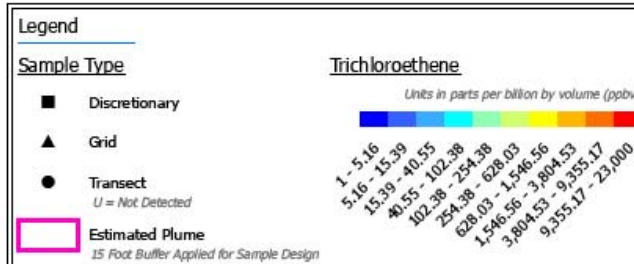 Legend
Sample Type
Discretionary
Grid
Transect
U = Not Detected
Estimated Plume
15 Foot Buffer Applied for Sample Design
Trichloroethene
Units in parts per billion by volume (ppbv
1 - 5.16
5.16 - 15.39
15.39 - 40.55
40.55 - 102.38
102.38 - 254.38
254.38 - 628.03
628.03 - 1,546.56
1,546.56 - 3,804.53
3,804.53 - 9,355.17
9,355.17 - 23,000